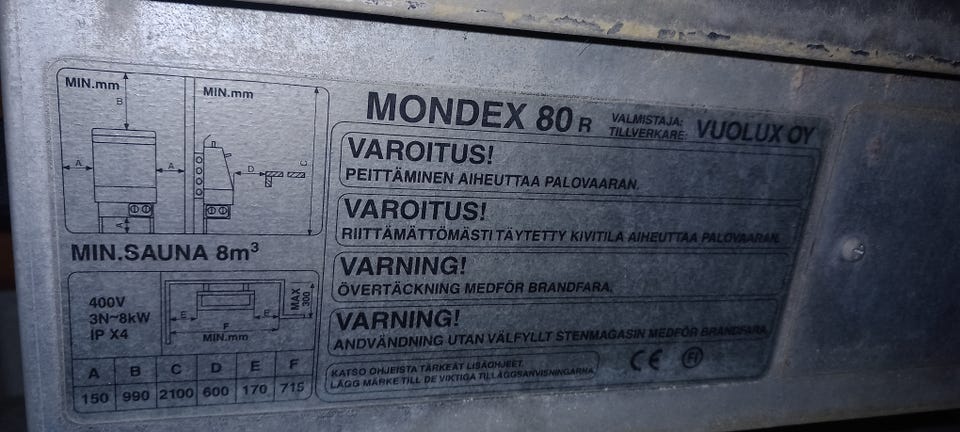 MIN.mm
B
A
A
A
MIN.mm
D
C
MIN.SAUNA 8m³
400V
3N~8kW
IP X4
E
E
F
MIN.mm
MAX
300
A B C D E F
150 990 2100 600 170 715
MONDEX 80 R
VALMISTAJA:
TILLVERKARE:
VUOLUX OY
VAROITUS!
PEITTÄMINEN AIHEUTTAA PALOVAARAN.
VAROITUS!
RIITTÄMÄTTÖMÄSTI TÄYTETTY KIVITILA AIHEUTTAA PALOVAARAN.
VARNING!
ÖVERTÄCKNING MEDFÖR BRANDFARA.
VARNING!
ANDVÄNDNING UTAN VÄLFYLLT STENMAGASIN MEDFÖR BRANDFARA.
KATSO OHJEISTA TÄRKEÄT LISÄOHJEET.
LÄGG MÄRKE TILL DE VIKTIGA TILLÄGGSANVISNINGARNA.
CE FI